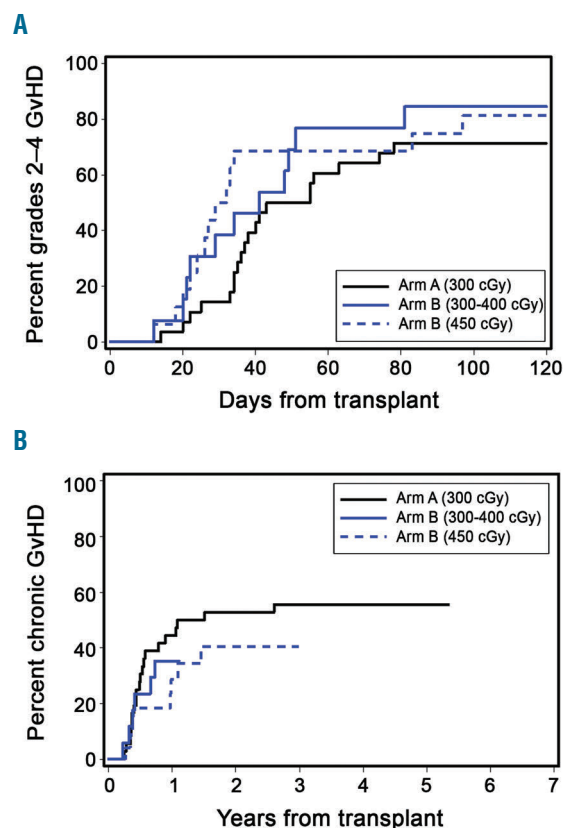 A
Percent grades 2–4 GvHD
100
80
60
40
20
0
Arm A (300 cGy)
Arm B (300-400 cGy)
Arm B (450 cGy)
0 20 40 60 80 100 120
Days from transplant
B
Percent chronic GvHD
100
80
60
40
20
0
Arm A (300 cGy)
Arm B (300-400 cGy)
Arm B (450 cGy)
0 1 2 3 4 5 6 7
Years from transplant